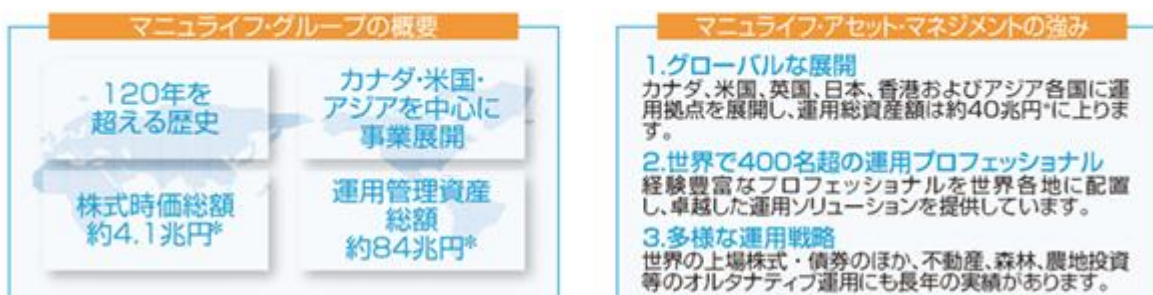 マニュライフ・グループの概要
120年を
超える歴史
カナダ・米国・
アジアを中心に
事業展開
株式時価総額
約4.1兆円*
運用管理資産
総額
約84兆円*
マニュライフ・アセット・マネジメントの強み
1.グローバルな展開
カナダ、米国、英国、日本、香港およびアジア各国に運
用拠点を展開し、運用総資産額は約40兆円*に上りま
す。
2.世界で400名超の運用プロフェッショナル
経験豊富なプロフェッショナルを世界各地に配置
し、卓越した運用ソリューションを提供しています。
3.多様な運用戦略
世界の上場株式・債券のほか、不動産、森林、農地投資
等のオルタナティブ運用にも長年の実績があります。